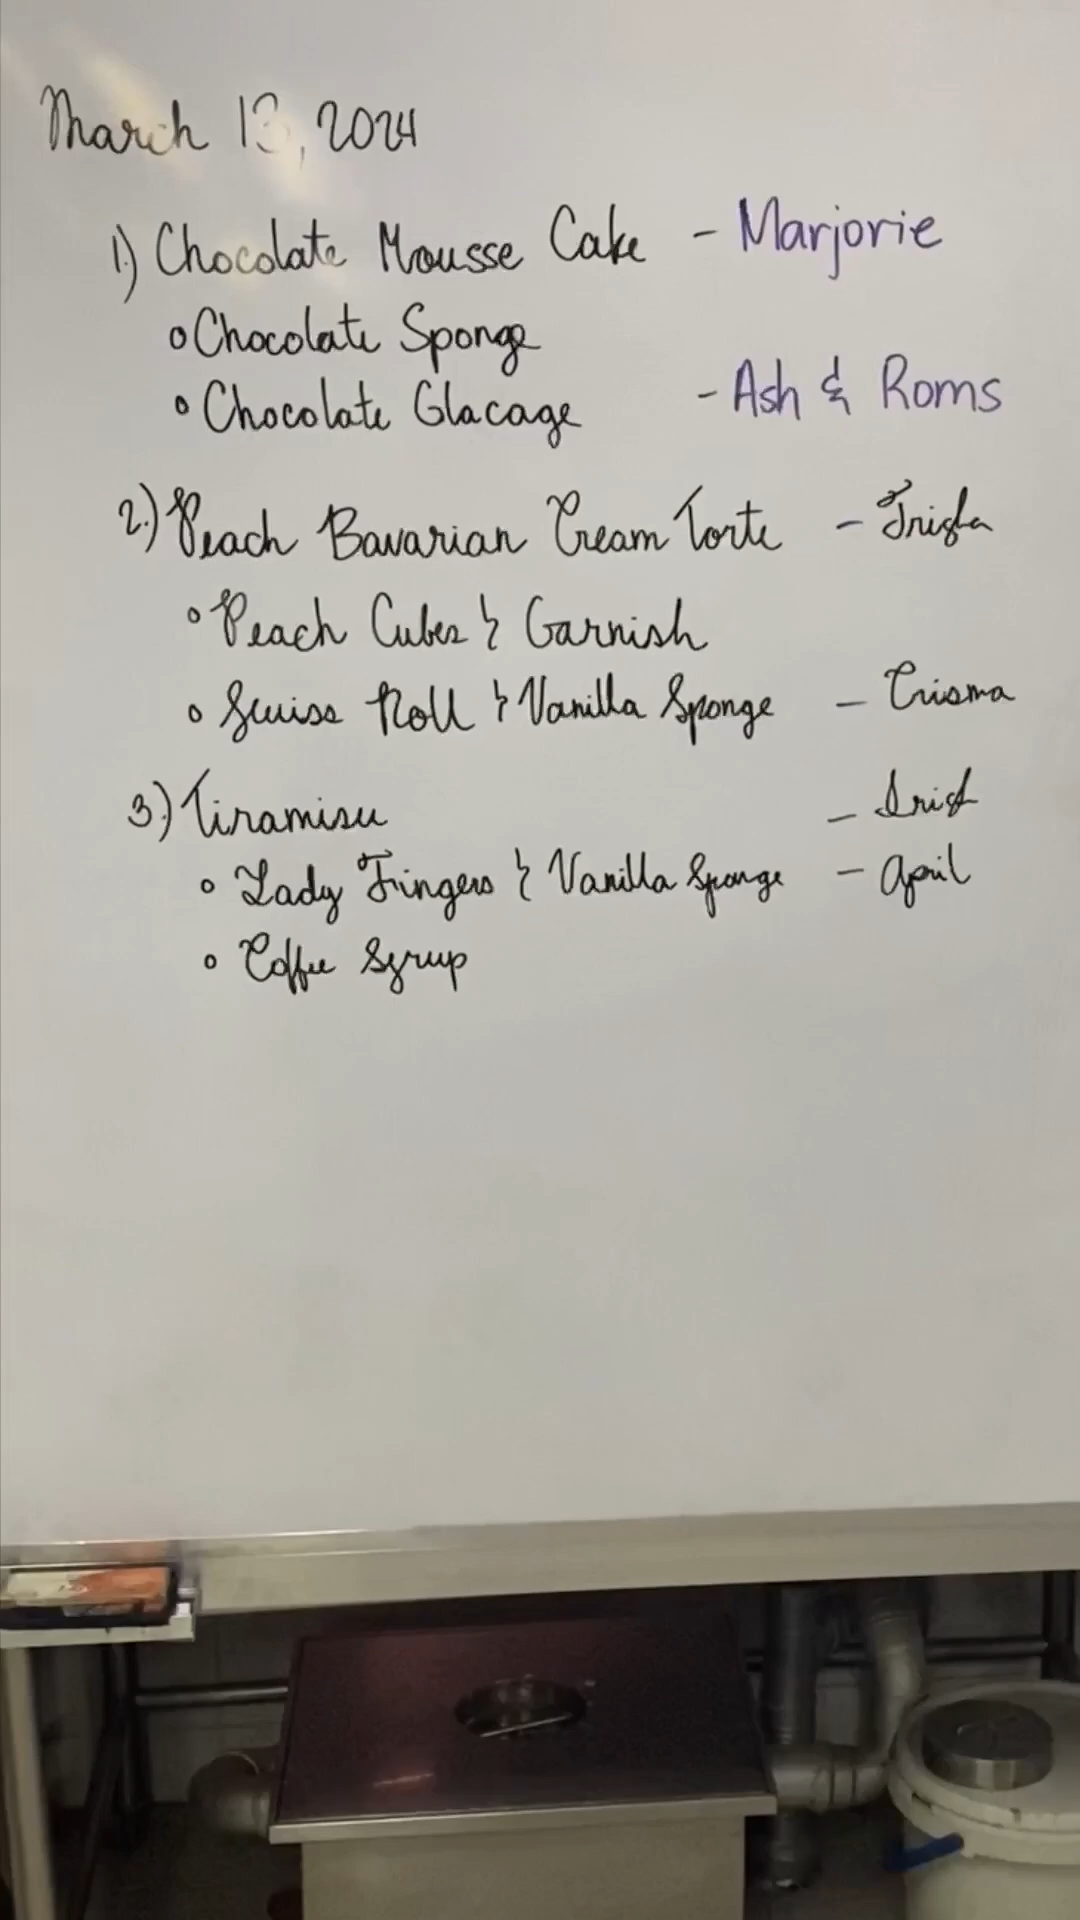 March 13, 2024
1.) Chocolate Mousse Cake - Marjorie
o Chocolate Sponge
o Chocolate Glacage - Ash & Roms
2.) Peach Bavarian Cream Torte - Trisha
o Peach Cubes & Garnish
o Swiss Roll & Vanilla Sponge - Crisma
3.) Tiramisu -
o Lady Fingers & Vanilla Sponge - April
o Coffee Syrup